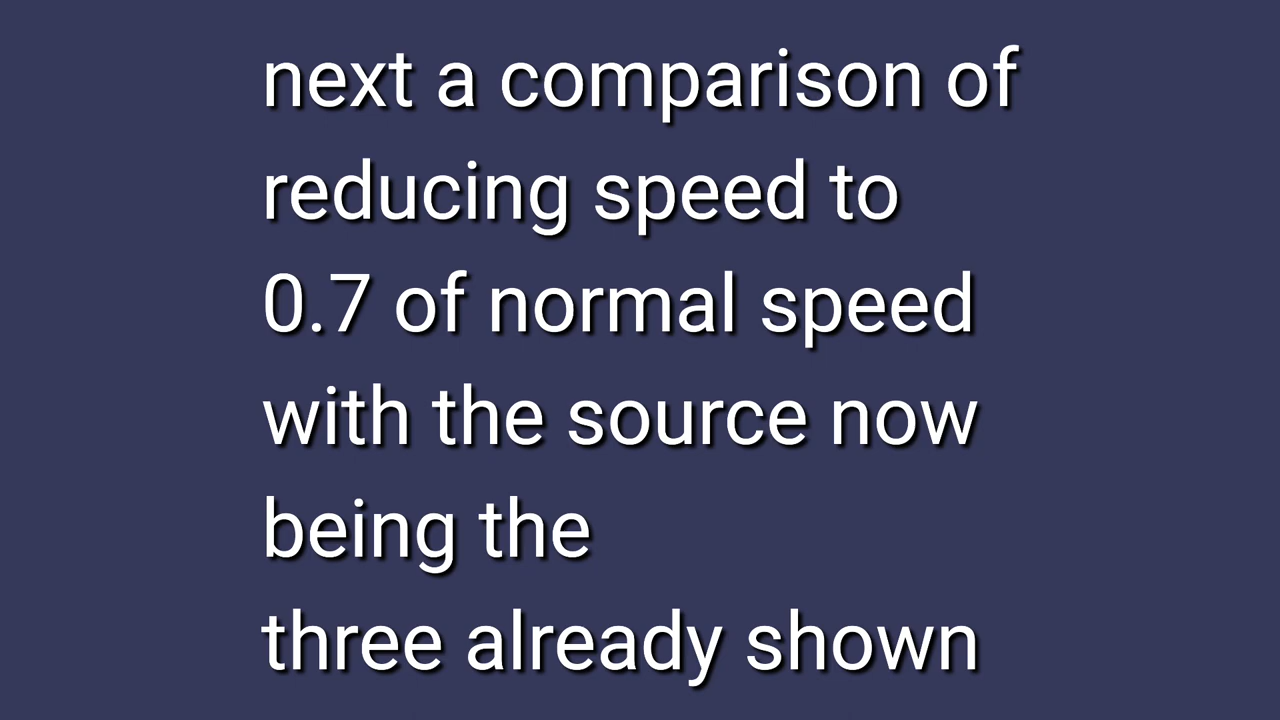 next a comparison of
reducing speed to
0.7 of normal speed
with the source now
being the
three already shown